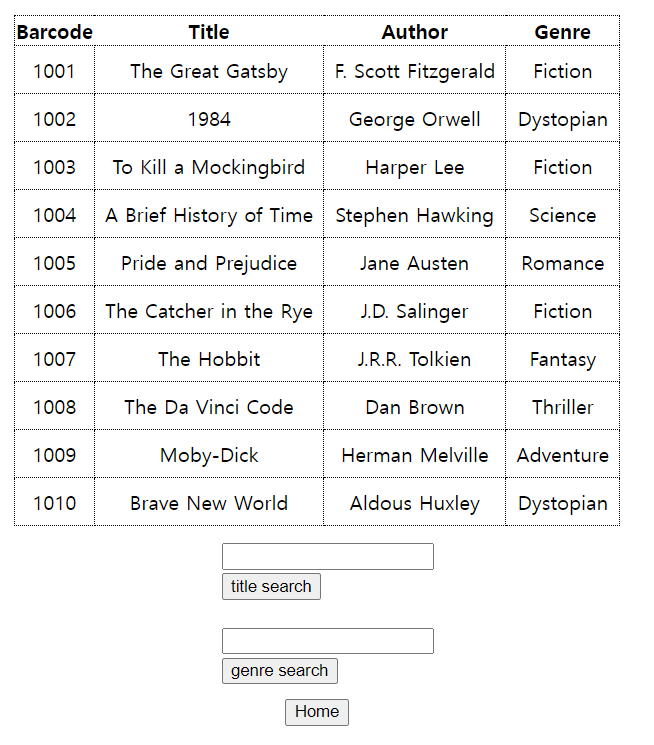 Barcode Title Author Genre
1001 The Great Gatsby F. Scott Fitzgerald Fiction
1002 1984 George Orwell Dystopian
1003 To Kill a Mockingbird Harper Lee Fiction
1004 A Brief History of Time Stephen Hawking Science
1005 Pride and Prejudice Jane Austen Romance
1006 The Catcher in the Rye J.D. Salinger Fiction
1007 The Hobbit J.R.R. Tolkien Fantasy
1008 The Da Vinci Code Dan Brown Thriller
1009 Moby-Dick Herman Melville Adventure
1010 Brave New World Aldous Huxley Dystopian
title search
genre search
Home